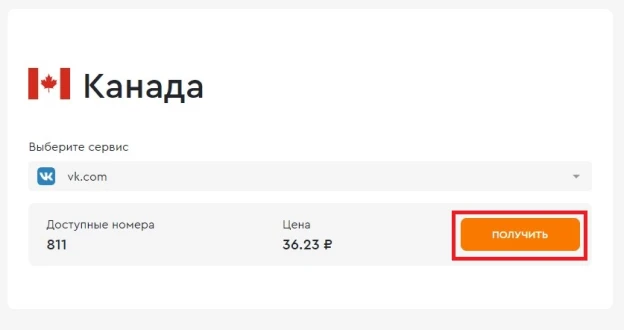 Канада
Выберите сервис
vk.com
Доступные номера
811
Цена
36.23 ₽
ПОЛУЧИТЬ